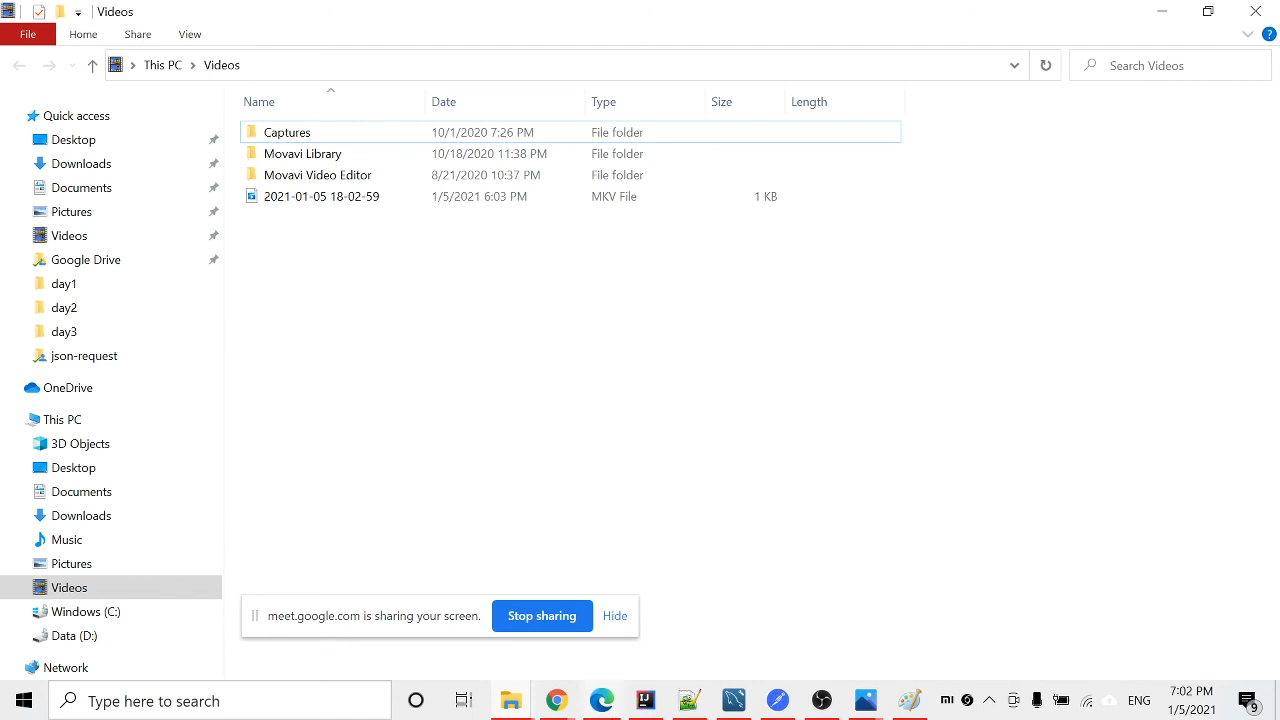 Videos
File Home Share View
This PC Videos Search Videos
Name Date Type Size Length
Captures 10/1/2020 7:26 PM File folder
Movavi Library 10/18/2020 11:38 PM File folder
Movavi Video Editor 8/21/2020 10:37 PM File folder
2021-01-05 18-02-59 1/5/2021 6:03 PM MKV File 1 KB
Quick access
Desktop
Downloads
Documents
Pictures
Videos
Google Drive
day1
day2
day3
json-request
OneDrive
This PC
3D Objects
Desktop
Documents
Downloads
Music
Pictures
Videos
Windows (C:)
Data (D:)
Network
meet.google.com is sharing your screen. Stop sharing Hide
Type here to search
ENG
7:02 PM
1/5/2021
9